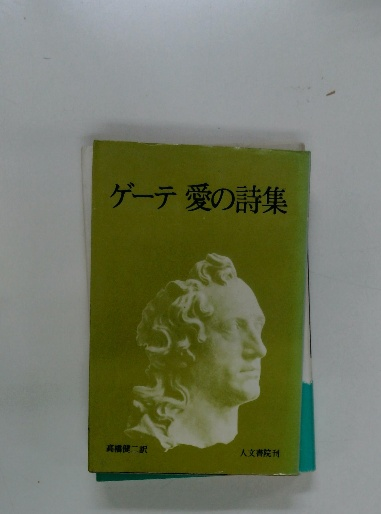 ゲーテ 愛の詩集
高橋健二訳
人文書院刊